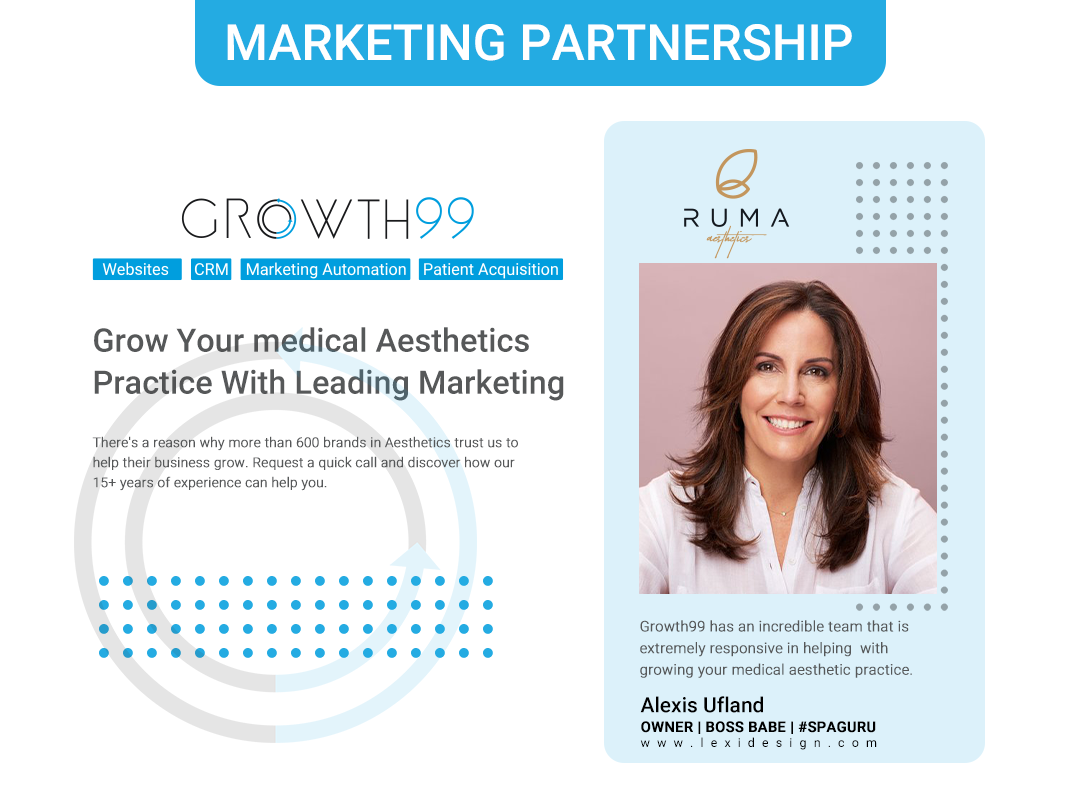 MARKETING PARTNERSHIP
GROWTH99
Websites CRM Marketing Automation Patient Acquisition
Grow Your medical Aesthetics
Practice With Leading Marketing
There's a reason why more than 600 brands in Aesthetics trust us to
help their business grow. Request a quick call and discover how our
15+ years of experience can help you.
RUMA
aesthetics
Growth99 has an incredible team that is
extremely responsive in helping with
growing your medical aesthetic practice.
Alexis Ufland
OWNER | BOSS BABE | #SPAGURU
www.lexidesign.com